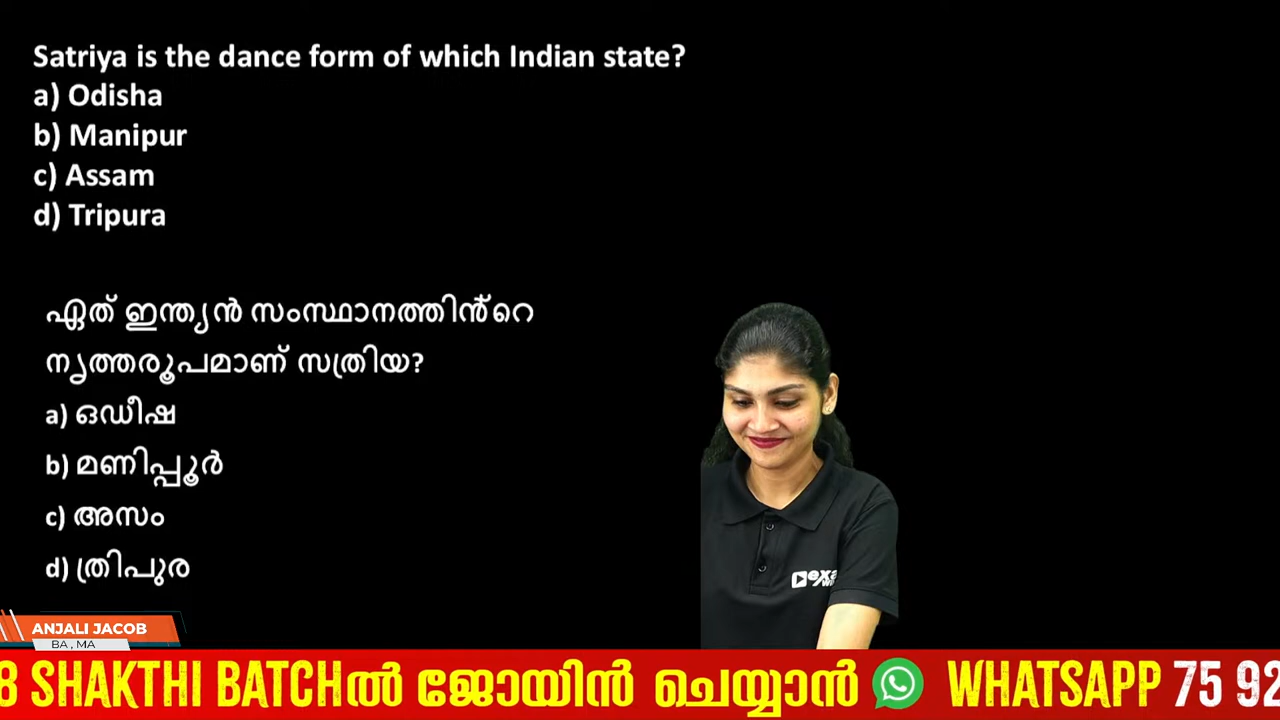 Satriya is the dance form of which Indian state?
a) Odisha
b) Manipur
c) Assam
d) Tripura
ഏത് ഇന്ത്യൻ സംസ്ഥാനത്തിൻ്റെ
നൃത്തരൂപമാണ് സത്രിയ?
a) ഒഡീഷ
b) മണിപ്പൂർ
c) അസം
d) ത്രിപുര
ANJALI JACOB
BA , MA
8 SHAKTHI BATCHൽ ജോയിൻ ചെയ്യാൻ WHATSAPP 75 92